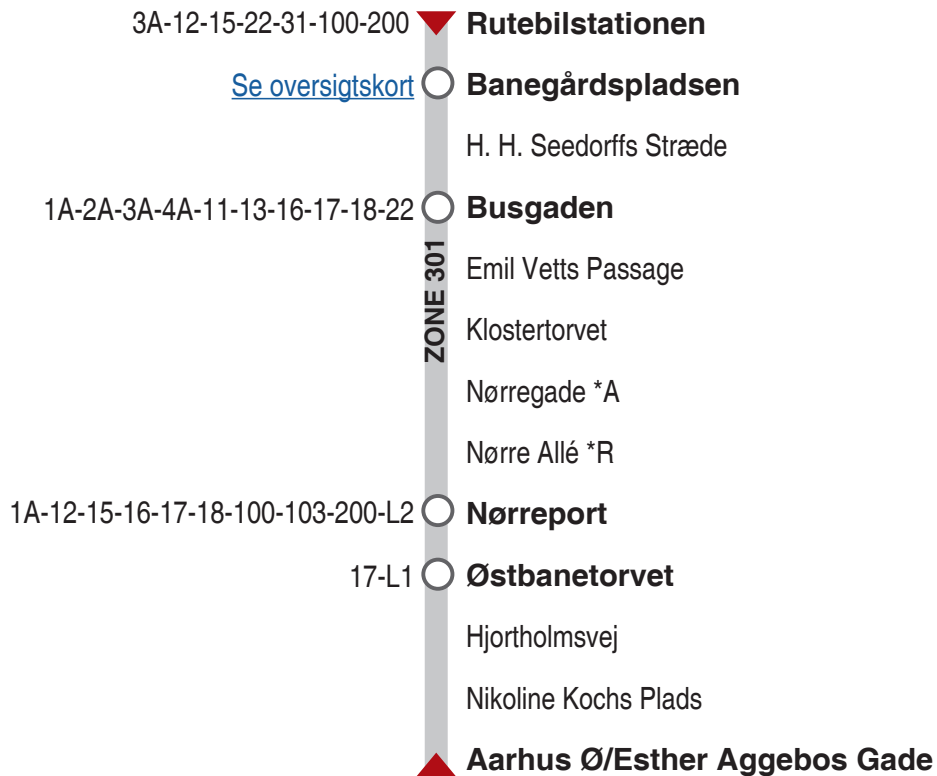 3A-12-15-22-31-100-200 Rutebilstationen
Se oversigtskort Banegårdspladsen
H. H. Seedorffs Stræde
1A-2A-3A-4A-11-13-16-17-18-22 Busgaden
ZONE 301
Emil Vetts Passage
Klostertorvet
Nørregade *A
Nørre Allé *R
1A-12-15-16-17-18-100-103-200-L2 Nørreport
17-L1 Østbanetorvet
Hjortholmsvej
Nikoline Kochs Plads
Aarhus Ø/Esther Aggebos Gade